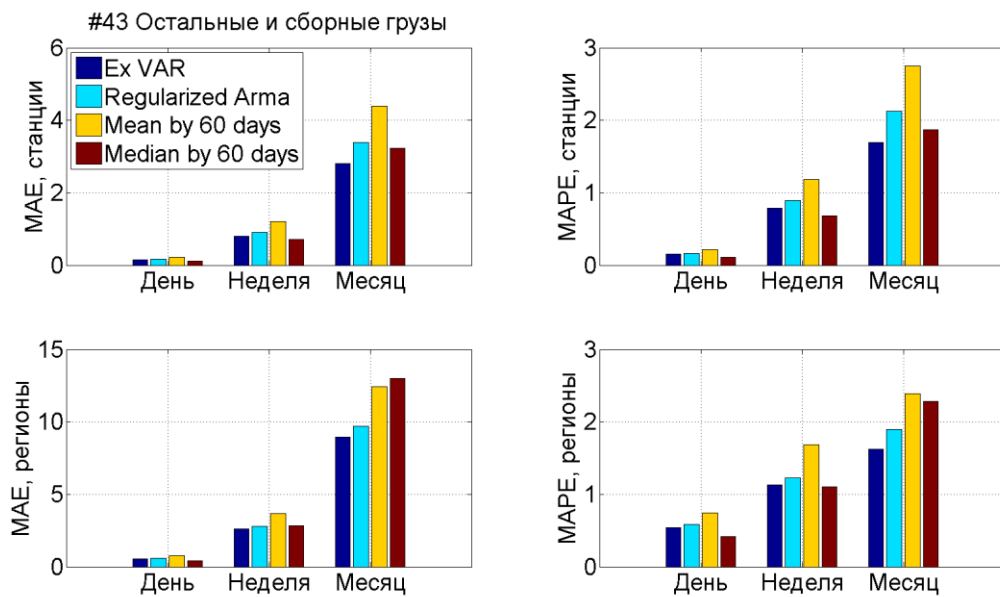 #43 Остальные и сборные грузы
6
4
2
0
MAE, станции
Ex VAR
Regularized Arma
Mean by 60 days
Median by 60 days
День Неделя Месяц
3
2
1
0
MAPE, станции
День Неделя Месяц
15
10
5
0
MAE, регионы
День Неделя Месяц
3
2
1
0
MAPE, регионы
День Неделя Месяц